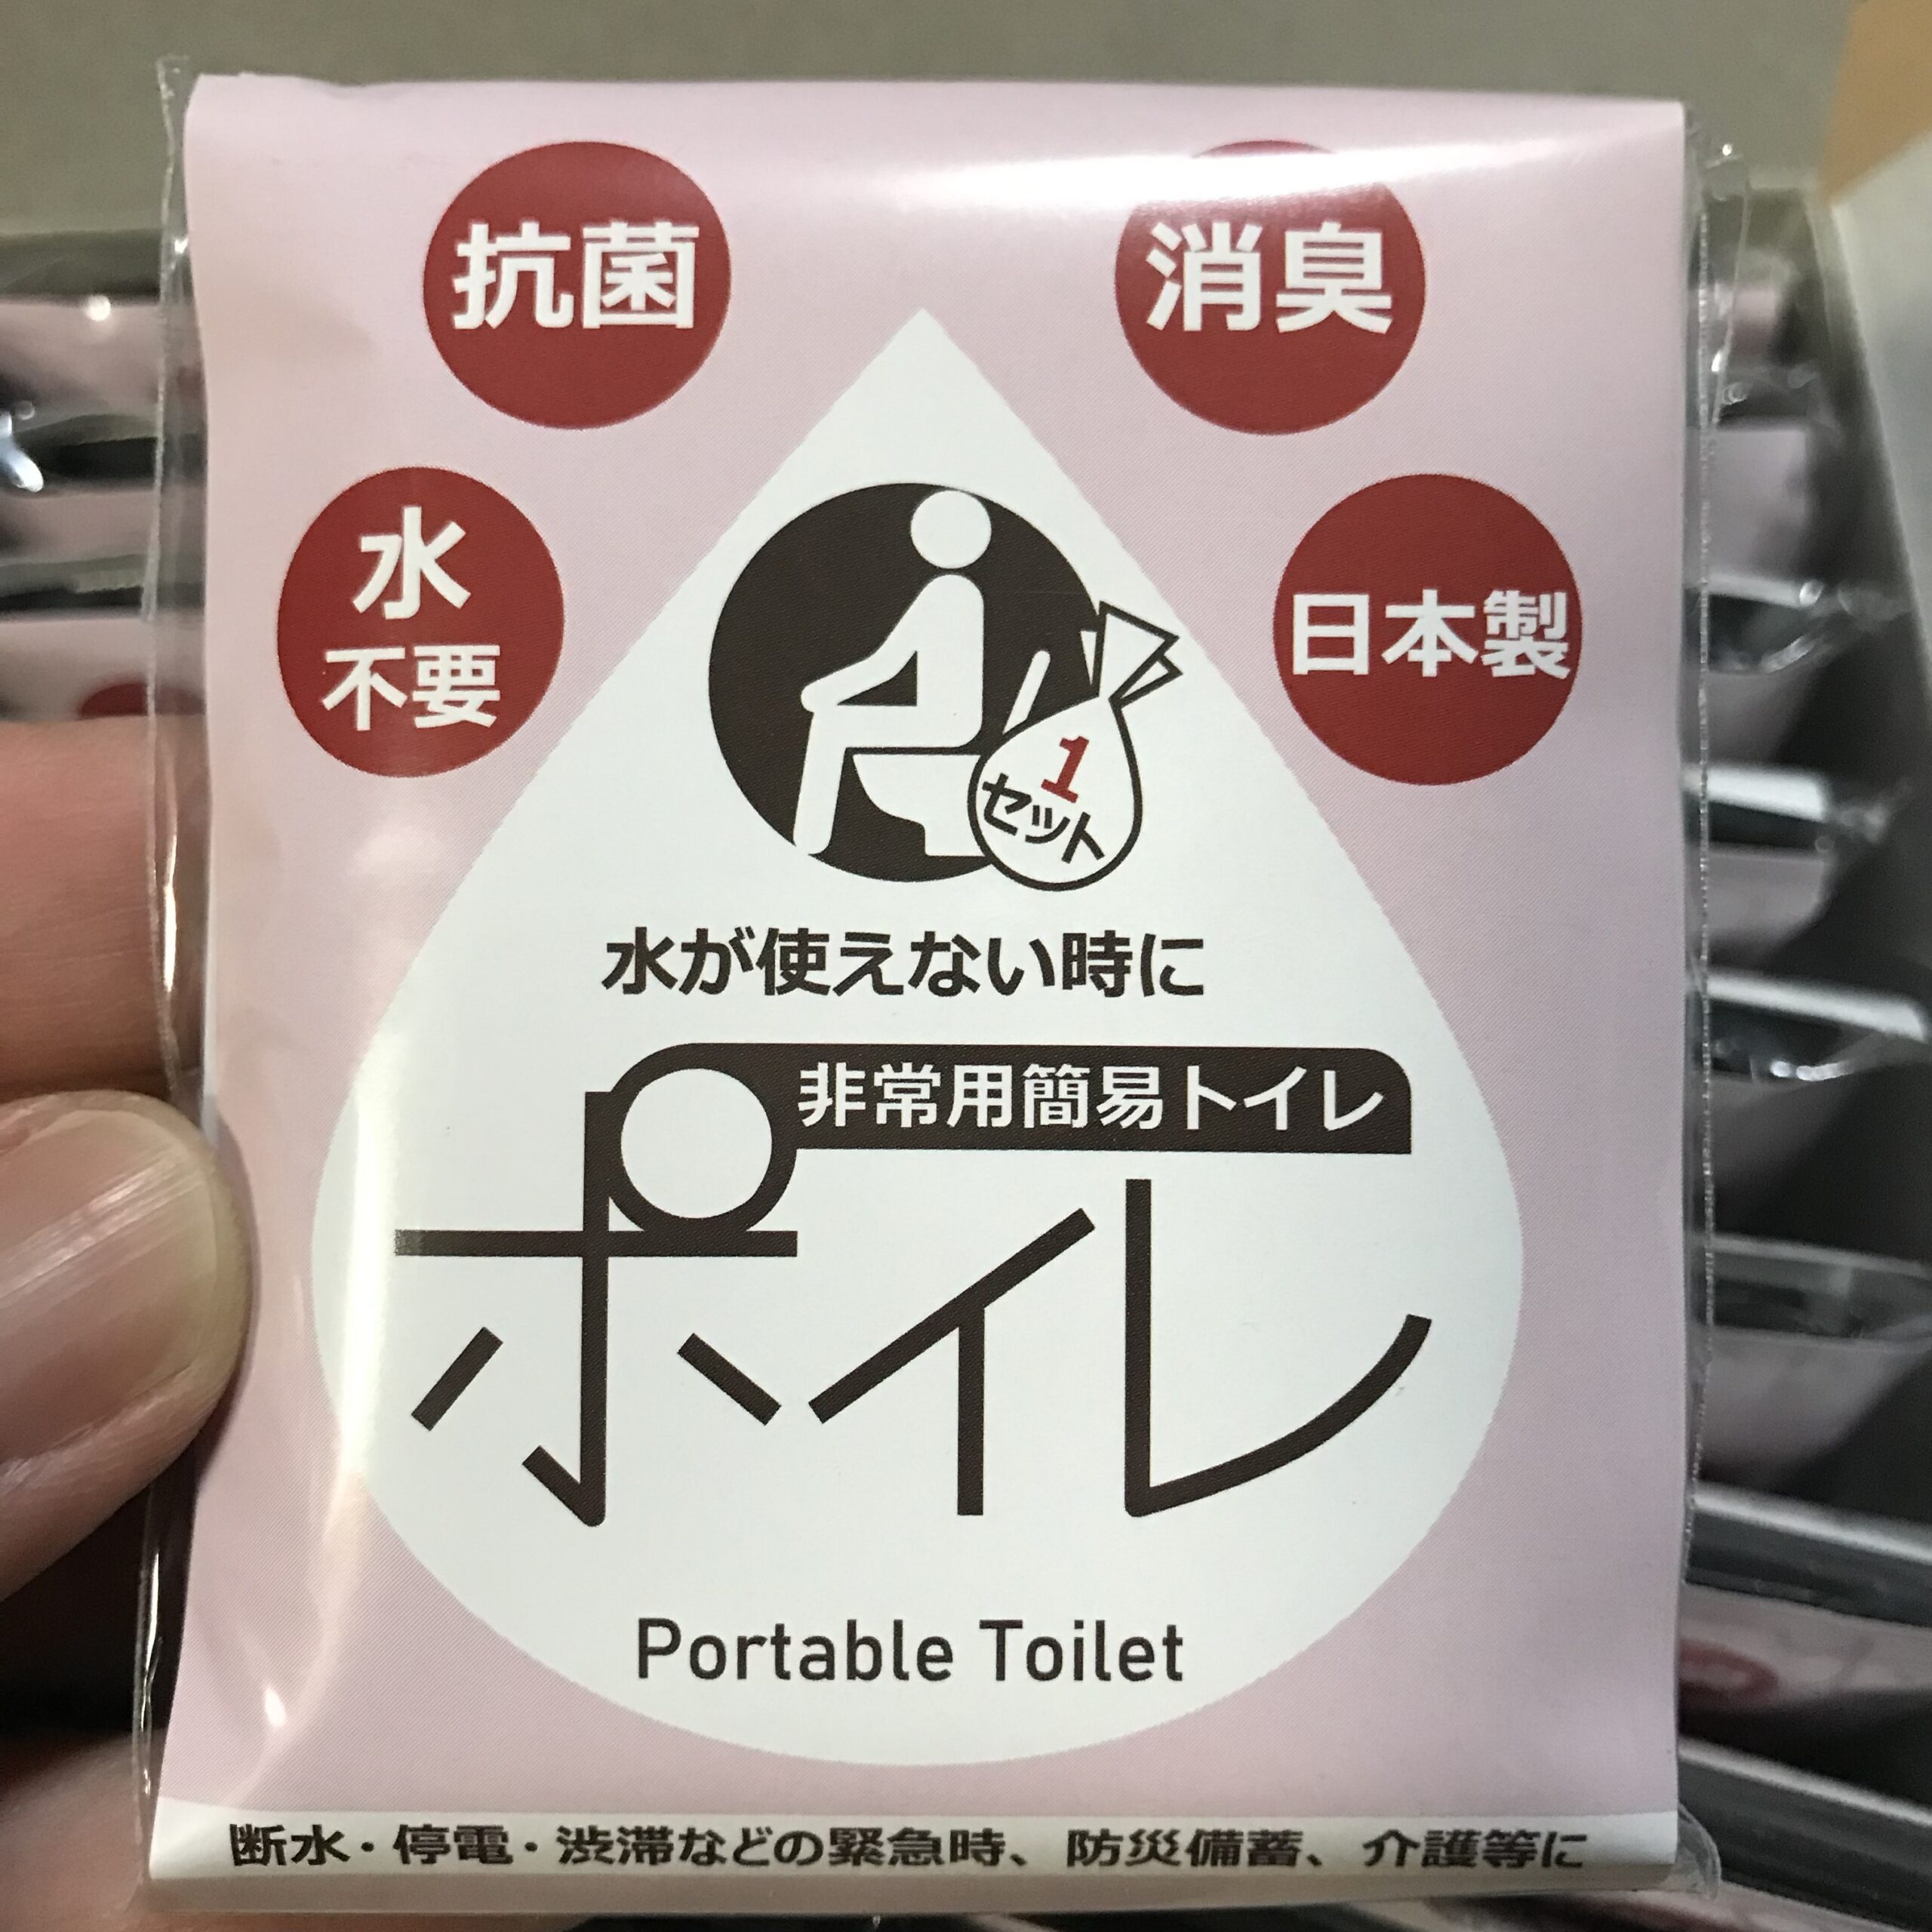 抗菌
消臭
水
不要
日本製
1
セット
水が使えない時に
非常用簡易トイレ
ポイレ
Portable Toilet
断水・停電・渋滞などの緊急時、防災備蓄、介護等に